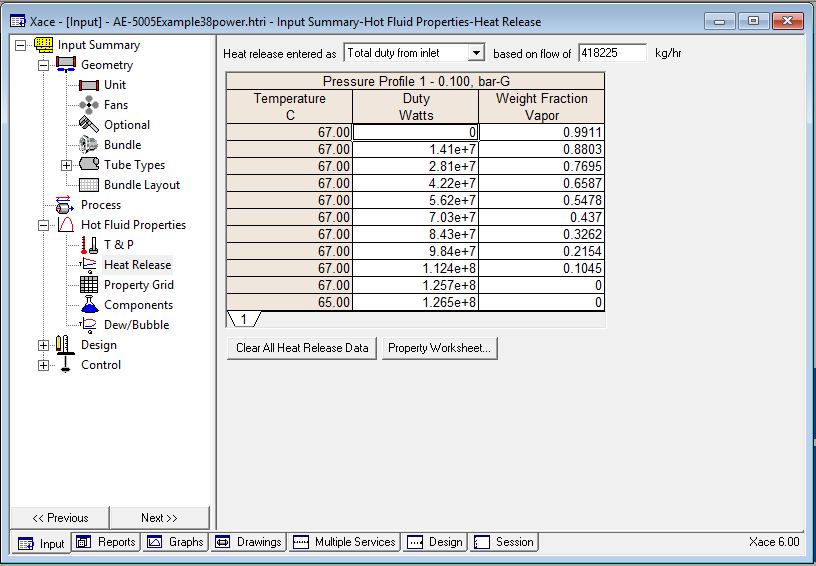 Xace - [Input] - AE-5005Example38power.htri - Input Summary-Hot Fluid Properties-Heat Release
Input Summary
Geometry
Unit
Fans
Optional
Bundle
Tube Types
Bundle Layout
Process
Hot Fluid Properties
T & P
Heat Release
Property Grid
Components
Dew/Bubble
Design
Control
<< Previous Next >>
Heat release entered as Total duty from inlet based on flow of 418225 kg/hr
Pressure Profile 1 - 0.100, bar-G
Temperature Duty Weight Fraction
C Watts Vapor
67.00 0 0.9911
67.00 1.41e+7 0.8803
67.00 2.81e+7 0.7695
67.00 4.22e+7 0.6587
67.00 5.62e+7 0.5478
67.00 7.03e+7 0.437
67.00 8.43e+7 0.3262
67.00 9.84e+7 0.2154
67.00 1.124e+8 0.1045
67.00 1.257e+8 0
65.00 1.265e+8 0
1
Clear All Heat Release Data Property Worksheet...
Input Reports Graphs Drawings Multiple Services Design Session Xace 6.00